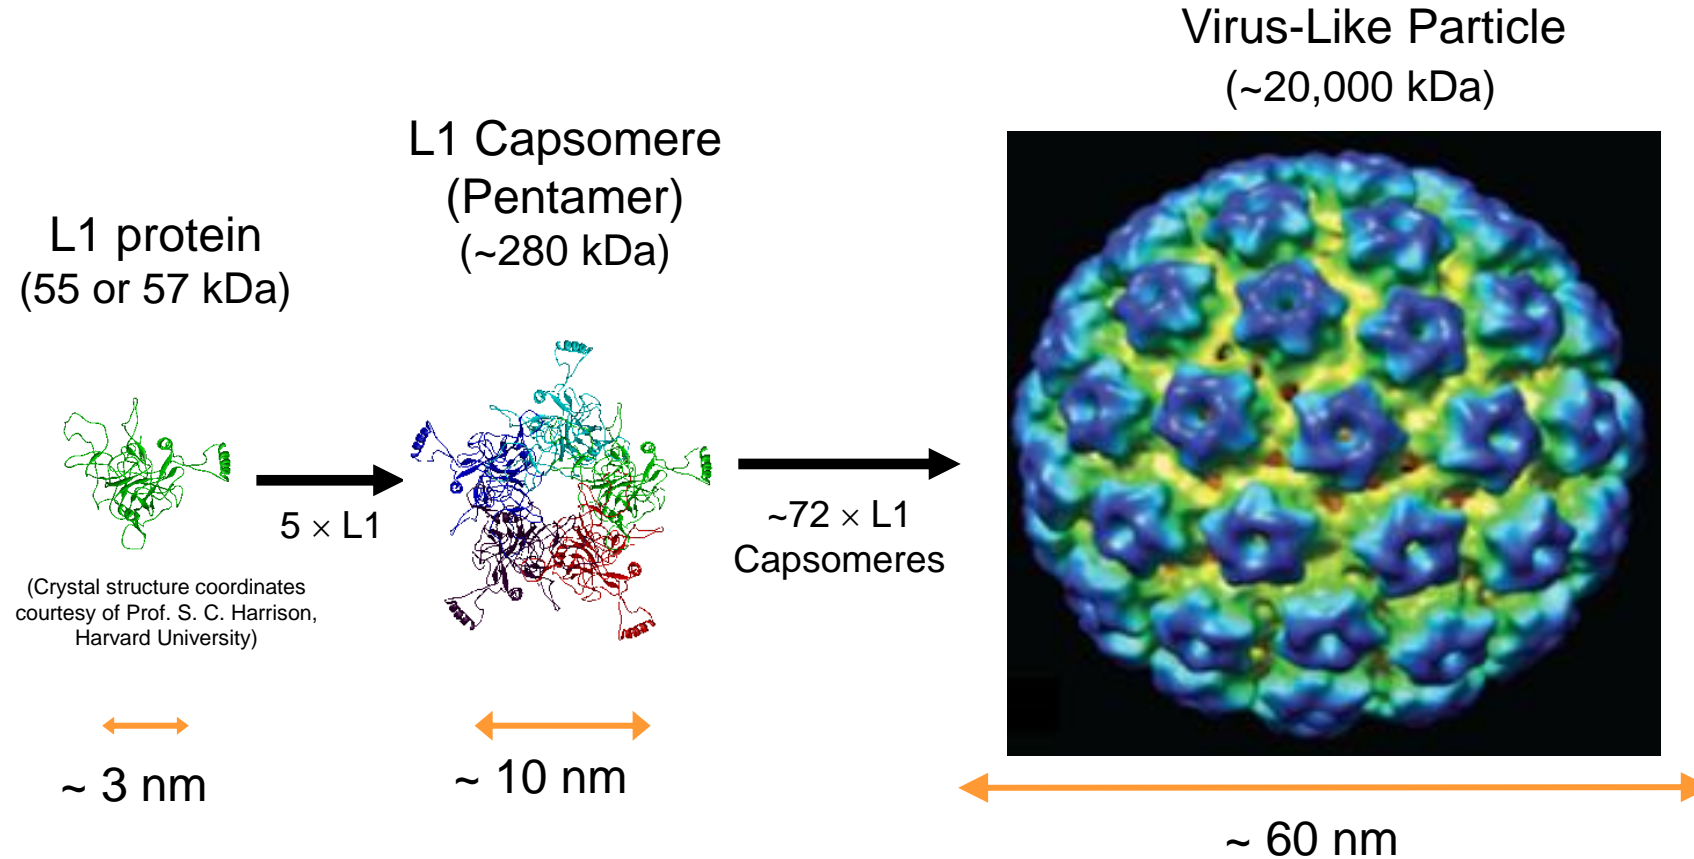 Virus-Like Particle
(~20,000 kDa)
L1 Capsomere
(Pentamer)
(~280 kDa)
L1 protein
(55 or 57 kDa)
5 × L1
~72 × L1
Capsomeres
(Crystal structure coordinates
courtesy of Prof. S. C. Harrison,
Harvard University)
~ 3 nm
~ 10 nm
~ 60 nm